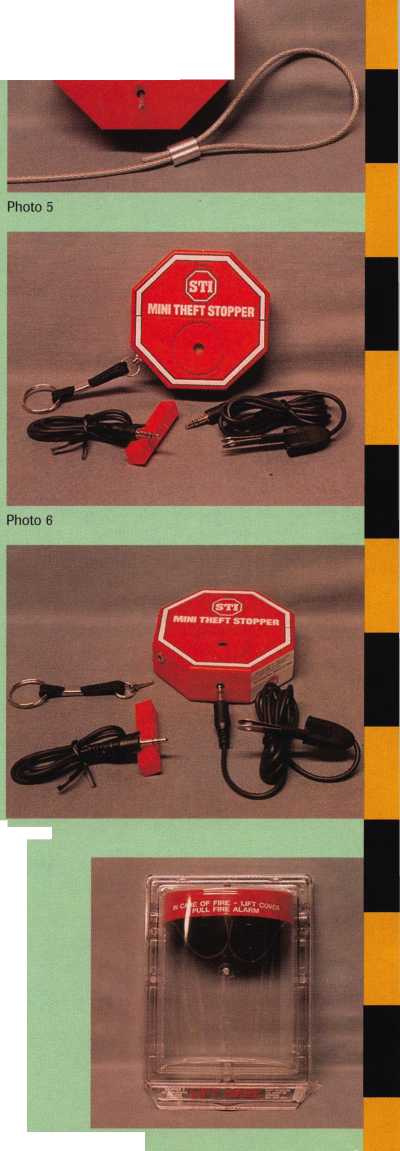 Photo 5
STI
MINI THEFT STOPPER
Photo 6
STI
MINI THEFT STOPPER
IN CASE OF FIRE - LIFT COVER
PULL FIRE ALARM